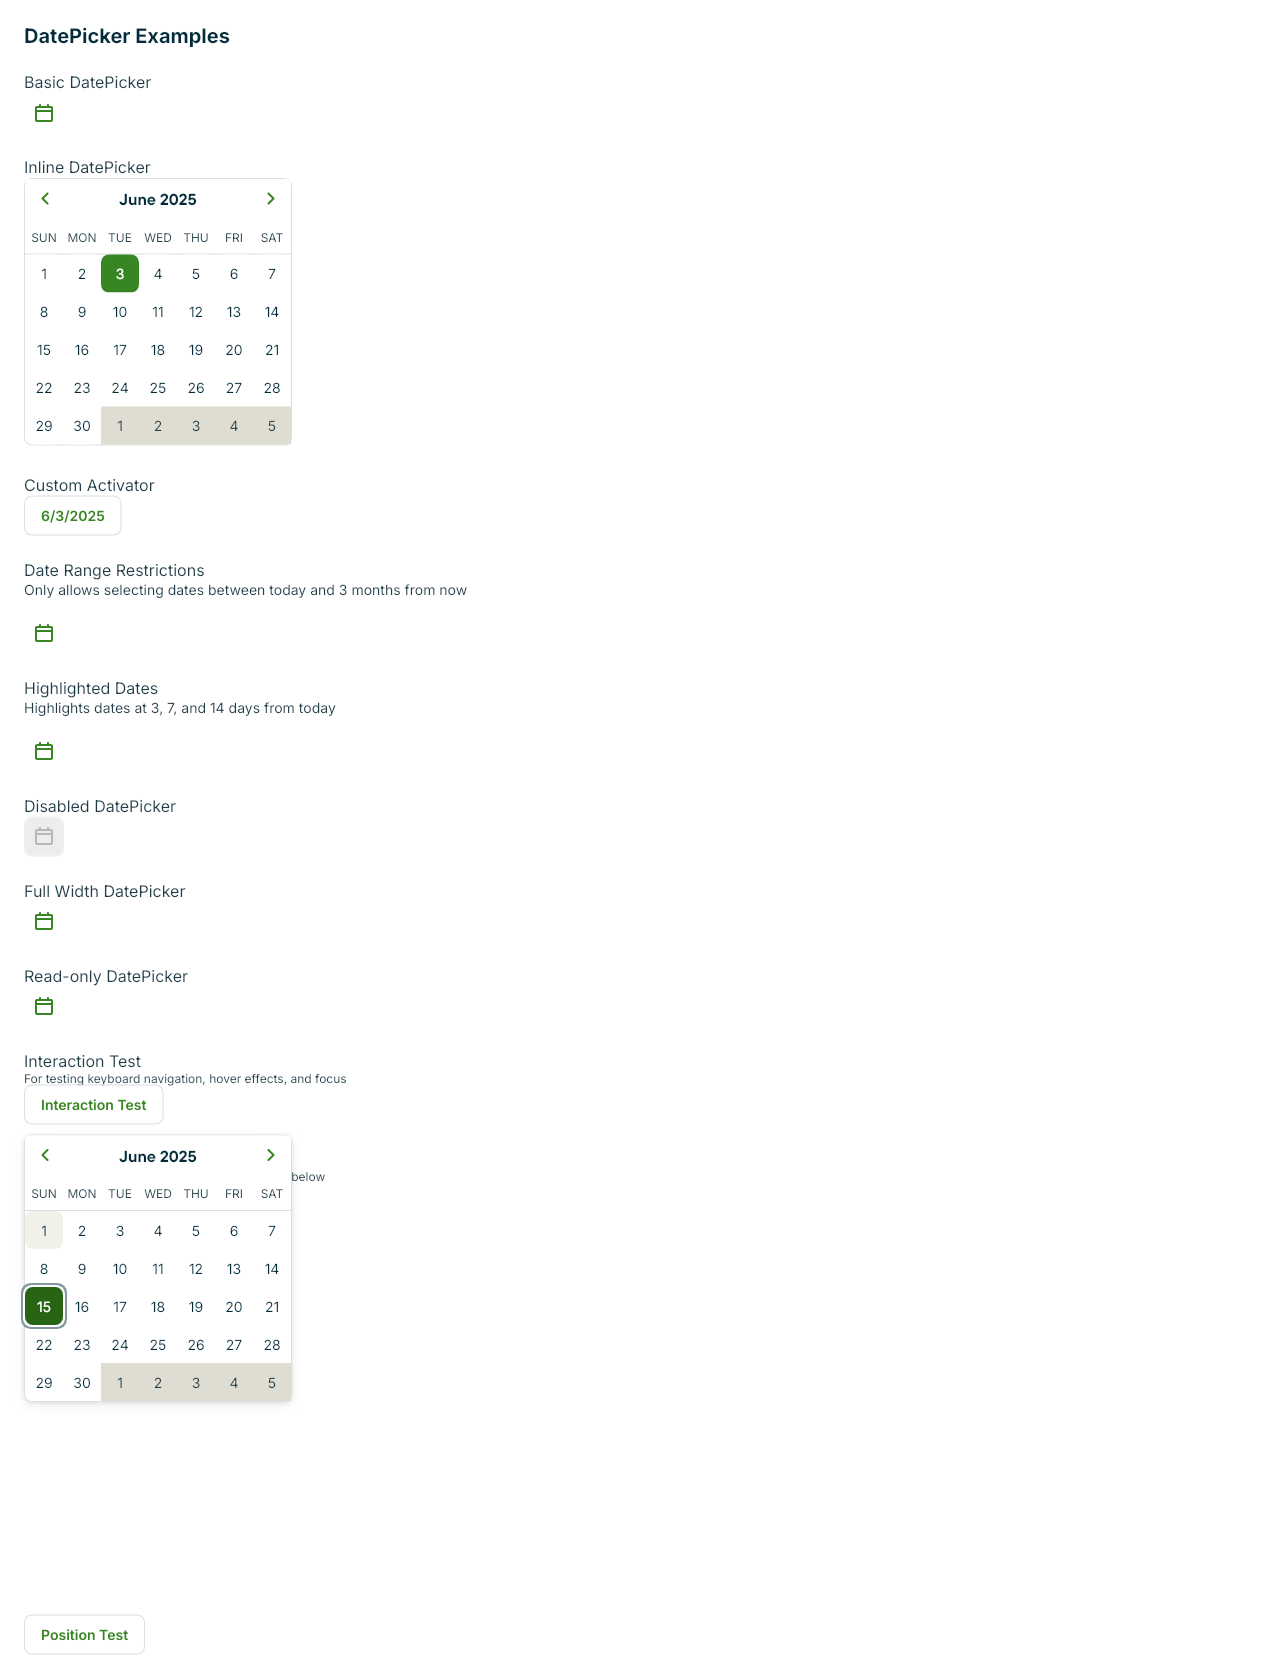 DatePicker Examples
Basic DatePicker
Inline DatePicker
June 2025
SUN MON TUE WED THU FRI SAT
1 2 3 4 5 6 7
8 9 10 11 12 13 14
15 16 17 18 19 20 21
22 23 24 25 26 27 28
29 30 1 2 3 4 5
Custom Activator
6/3/2025
Date Range Restrictions
Only allows selecting dates between today and 3 months from now
Highlighted Dates
Highlights dates at 3, 7, and 14 days from today
Disabled DatePicker
Full Width DatePicker
Read-only DatePicker
Interaction Test
For testing keyboard navigation, hover effects, and focus
Interaction Test
June 2025
below
SUN MON TUE WED THU FRI SAT
1 2 3 4 5 6 7
8 9 10 11 12 13 14
15 16 17 18 19 20 21
22 23 24 25 26 27 28
29 30 1 2 3 4 5
Position Test